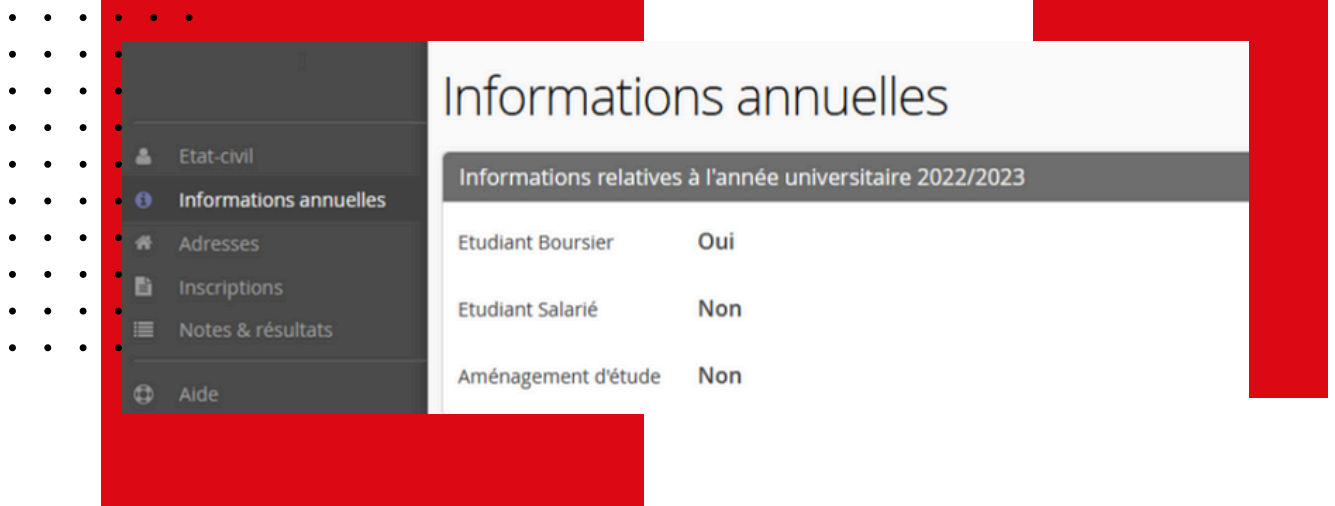 Etat-civil
Informations annuelles
Adresses
Inscriptions
Notes & résultats
Aide
Informations annuelles
Informations relatives à l'année universitaire 2022/2023
Etudiant Boursier Oui
Etudiant Salarié Non
Aménagement d'étude Non